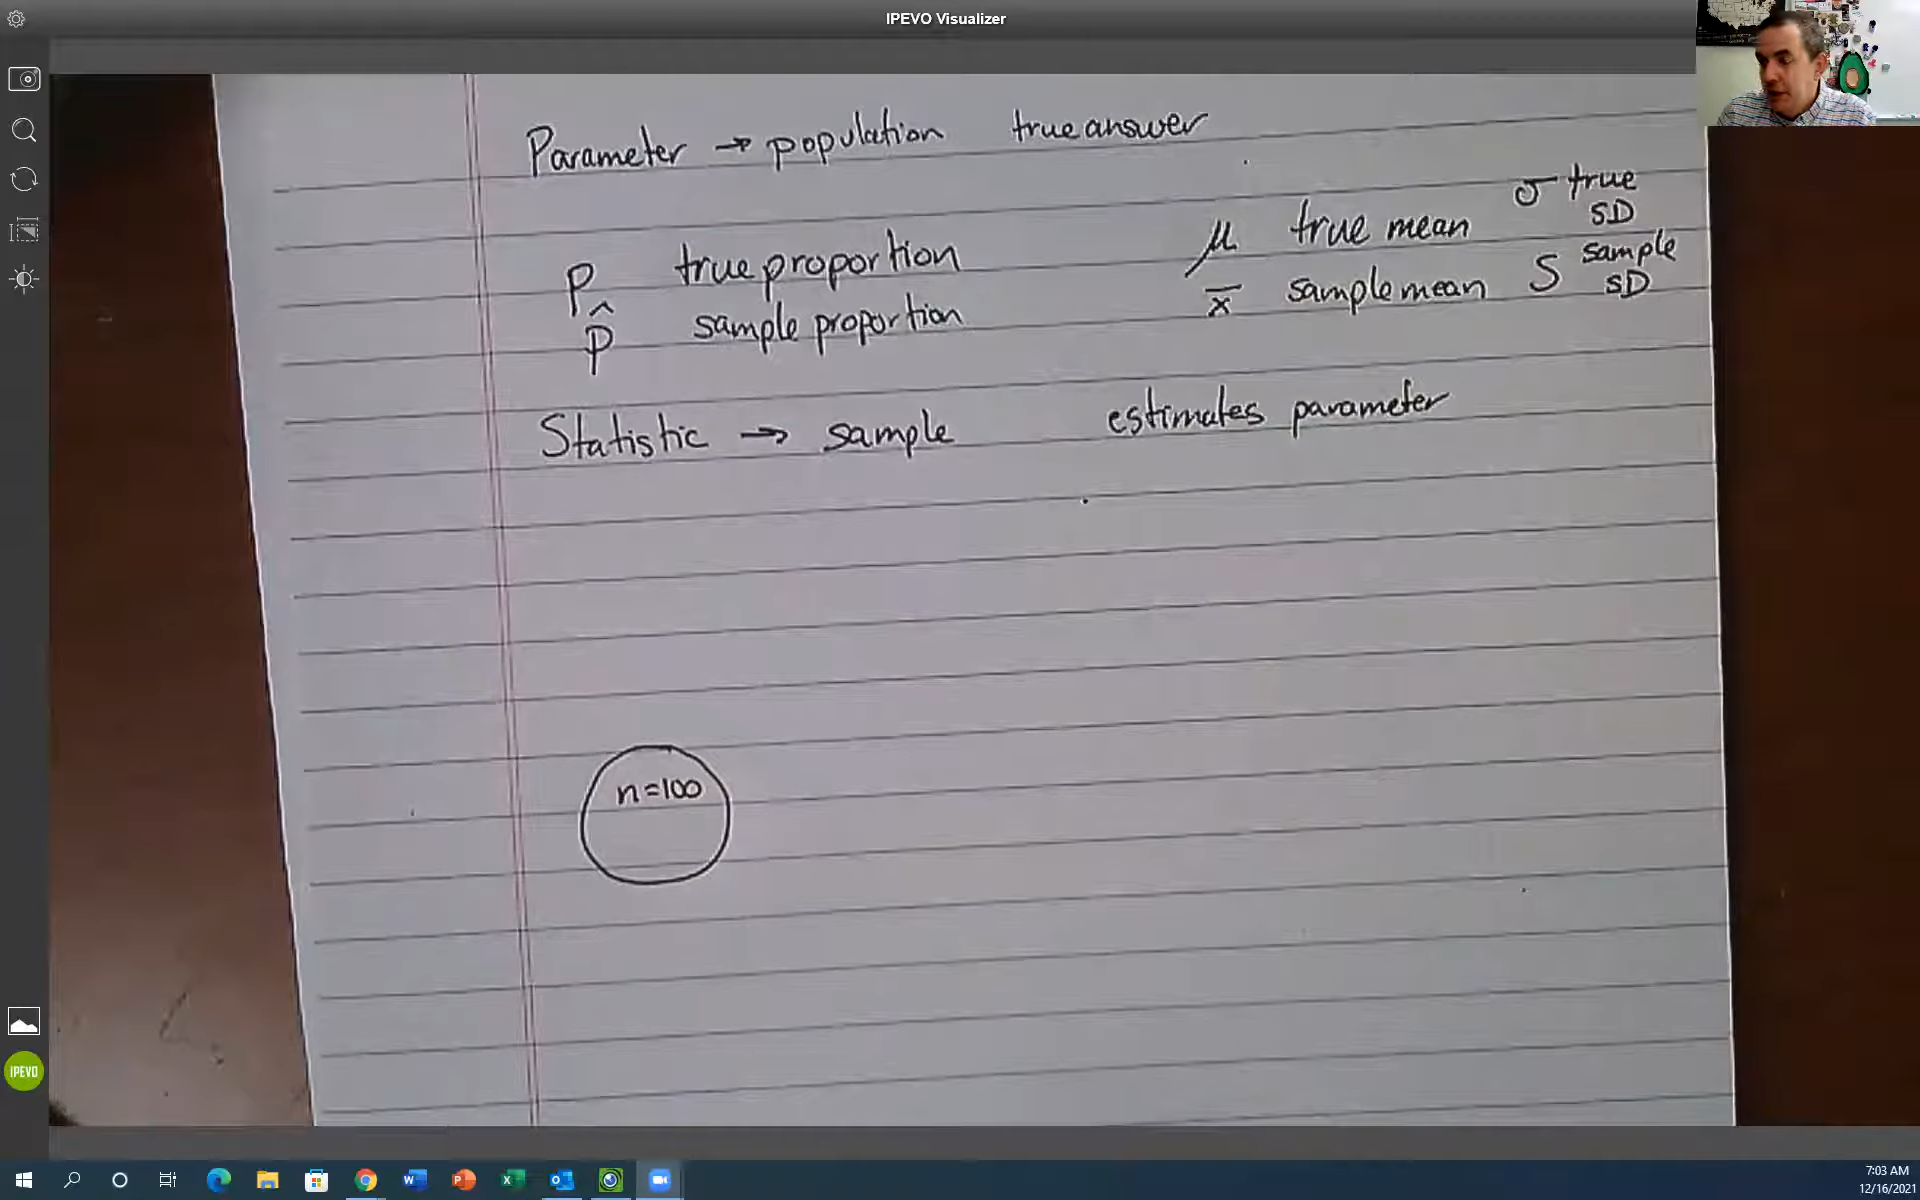 IPEVO Visualizer
Parameter → population true answer
p true proportion
p̂ sample proportion
μ true mean
x̄ sample mean
σ true
SD
S sample
SD
Statistic → sample estimates parameter
n=100
IPEVO
7:03 AM
12/16/2021